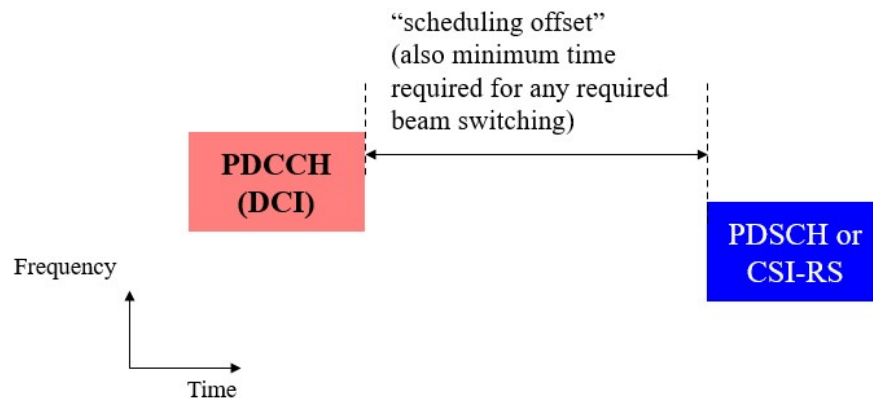 “scheduling offset”
(also minimum time
required for any required
beam switching)
PDCCH
(DCI)
PDSCH or
CSI-RS
Frequency
Time